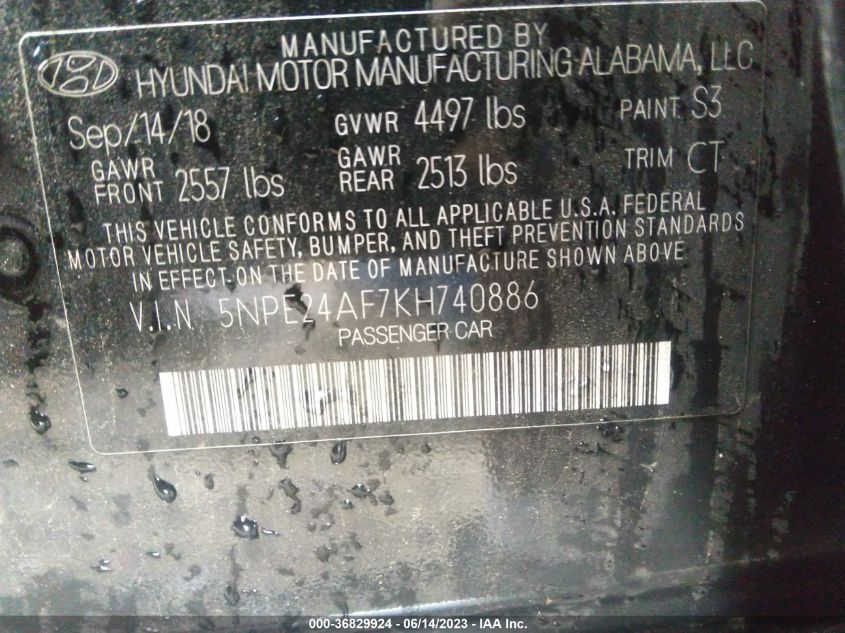 MANUFACTURED BY
HYUNDAI MOTOR MANUFACTURING ALABAMA, LLC
Sep/14/18 GVWR 4497 lbs PAINT S3
GAWR FRONT 2557 lbs GAWR REAR 2513 lbs TRIM CT
THIS VEHICLE CONFORMS TO ALL APPLICABLE U.S.A. FEDERAL
MOTOR VEHICLE SAFETY, BUMPER, AND THEFT PREVENTION STANDARDS
IN EFFECT ON THE DATE OF MANUFACTURE SHOWN ABOVE
V.I.N 5NPE24AF7KH740886
PASSENGER CAR
000-36829924 - 06/14/2023 - IAA Inc.